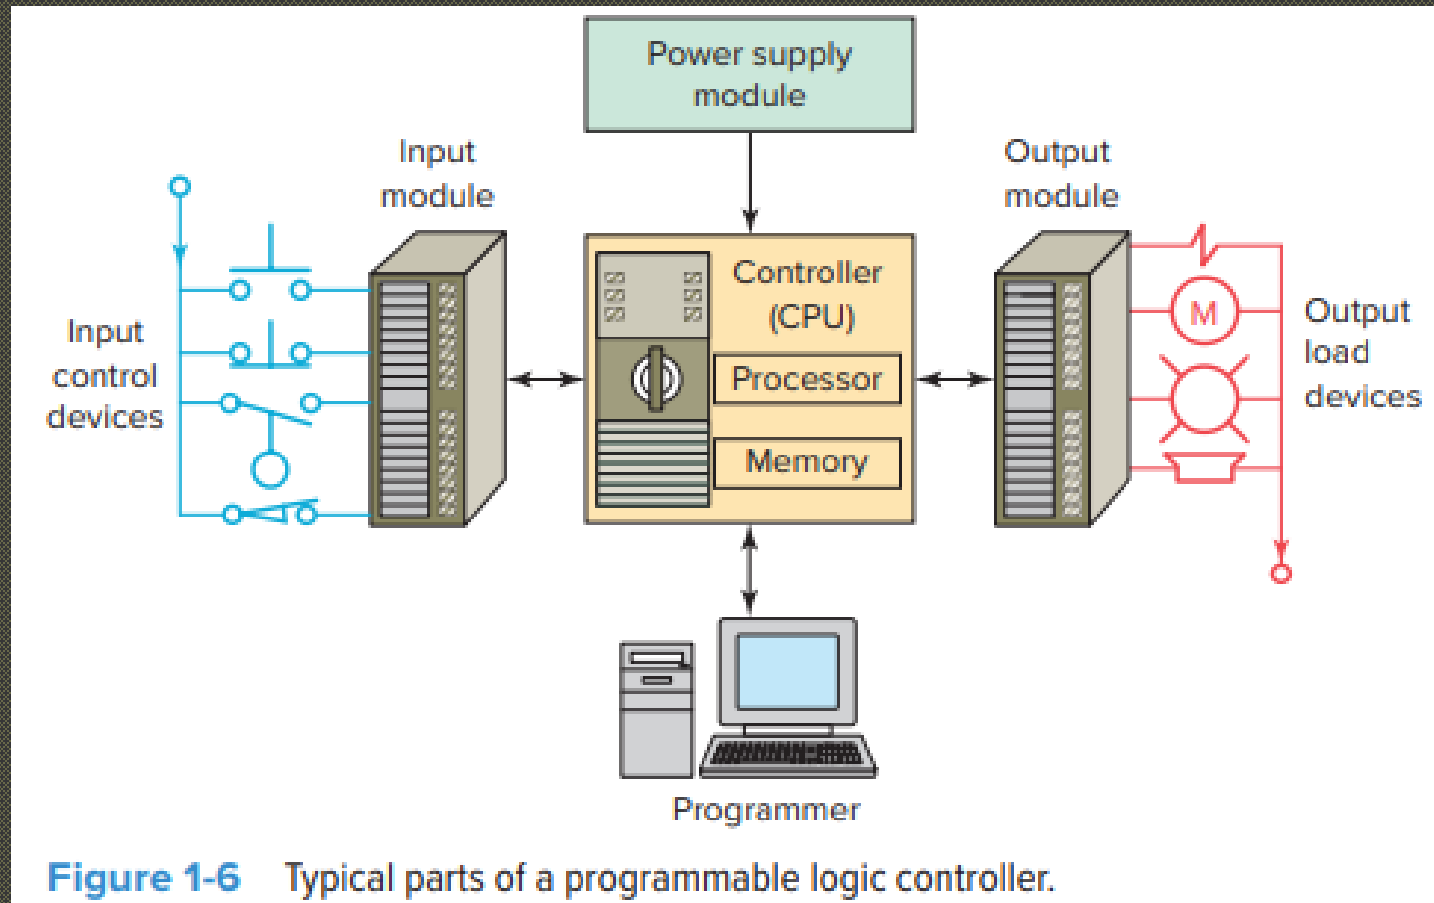 Power supply
module
Input
module
Output
module
Input
control
devices
Controller
(CPU)
Processor
Memory
M
Output
load
devices
Programmer
Figure 1-6 Typical parts of a programmable logic controller.